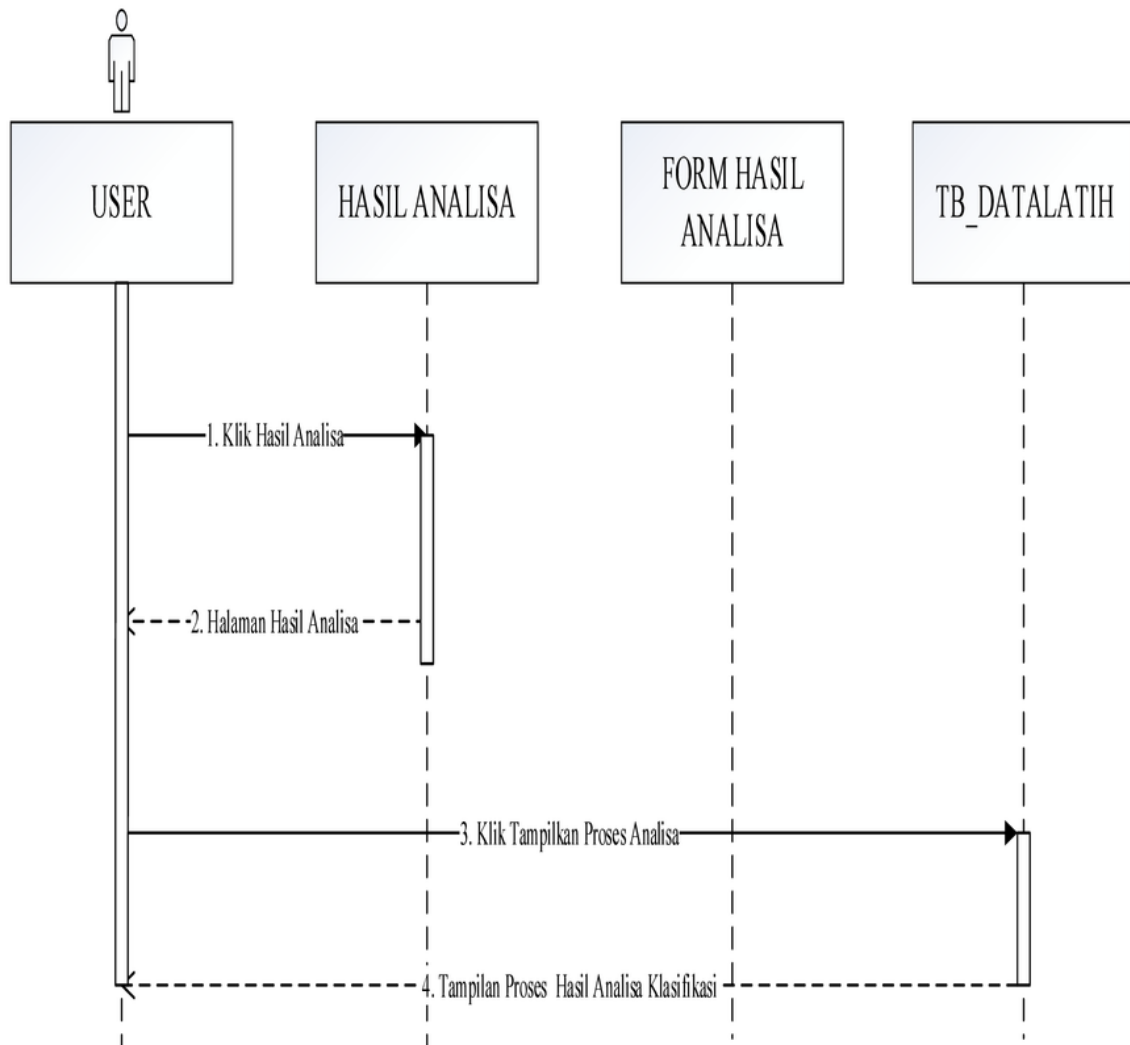 USER
HASIL ANALISA
FORM HASIL
ANALISA
TB_DATALATIH
1. Klik Hasil Analisa
2. Halaman Hasil Analisa
3. Klik Tampilkan Proses Analisa
4. Tampilan Proses Hasil Analisa Klasifikasi